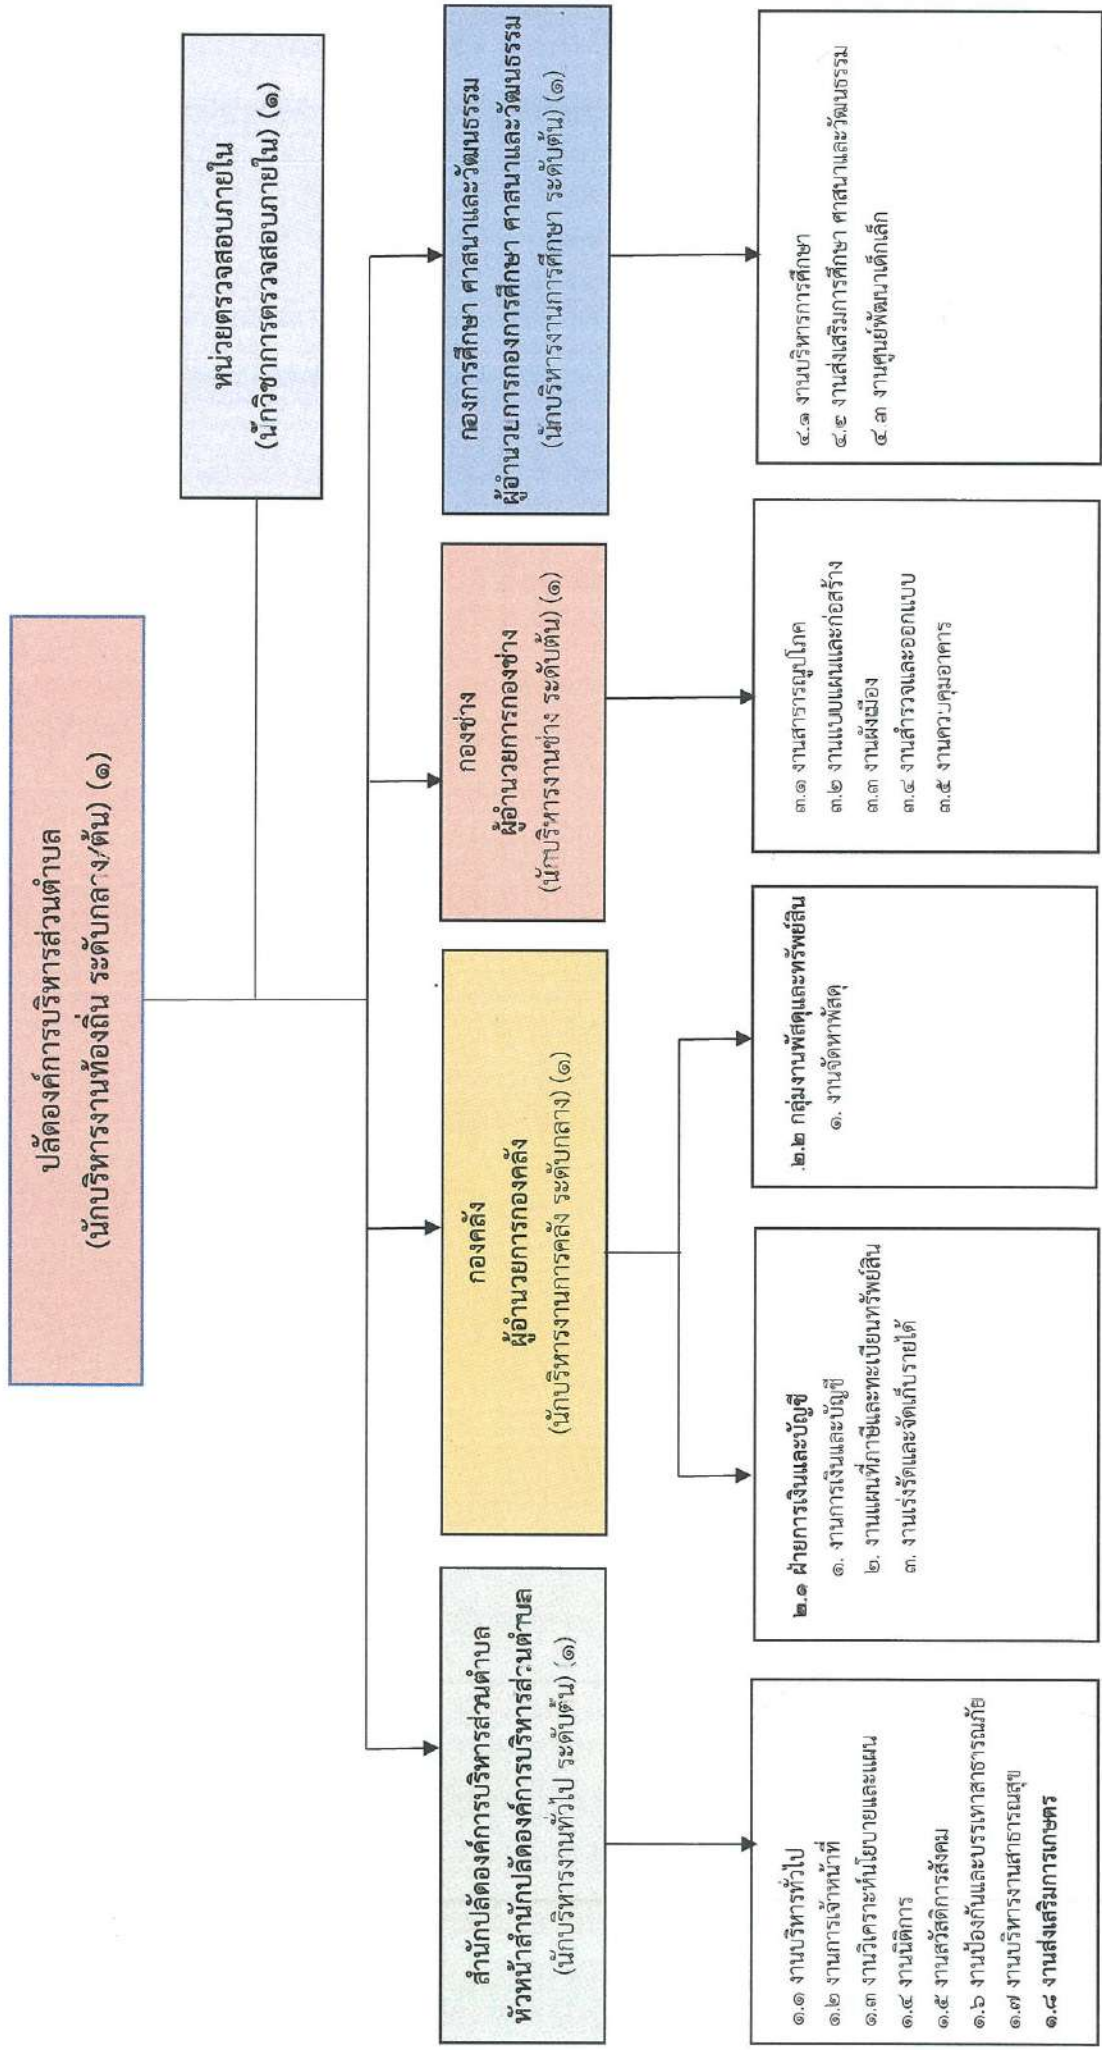 ปลัดองค์การบริหารส่วนตำบล
(นักบริหารงานท้องถิ่น ระดับกลาง/ต้น) (๑)
หน่วยตรวจสอบภายใน
(นักวิชาการตรวจสอบภายใน) (๑)
สำนักปลัดองค์การบริหารส่วนตำบล
หัวหน้าสำนักปลัดองค์การบริหารส่วนตำบล
(นักบริหารงานทั่วไป ระดับต้น) (๑)
กองคลัง
ผู้อำนวยการกองคลัง
(นักบริหารงานการคลัง ระดับกลาง) (๑)
กองช่าง
ผู้อำนวยการกองช่าง
(นักบริหารงานช่าง ระดับต้น) (๑)
กองการศึกษา ศาสนาและวัฒนธรรม
ผู้อำนวยการกองการศึกษา ศาสนาและวัฒนธรรม
(นักบริหารงานการศึกษา ระดับต้น) (๑)
๑.๑ งานบริหารทั่วไป
๑.๒ งานการเจ้าหน้าที่
๑.๓ งานวิเคราะห์นโยบายและแผน
๑.๔ งานนิติการ
๑.๕ งานสวัสดิการสังคม
๑.๖ งานป้องกันและบรรเทาสาธารณภัย
๑.๗ งานบริหารงานสาธารณสุข
๑.๘ งานส่งเสริมการเกษตร
๒.๑ ฝ่ายการเงินและบัญชี
๑. งานการเงินและบัญชี
๒. งานแผนที่ภาษีและทะเบียนทรัพย์สิน
๓. งานเร่งรัดและจัดเก็บรายได้
.๒.๒ กลุ่มงานพัสดุและทรัพย์สิน
๑. งานจัดหาพัสดุ
๓.๑ งานสาธารณูปโภค
๓.๒ งานแบบแผนและก่อสร้าง
๓.๓ งานผังเมือง
๓.๔ งานสำรวจและออกแบบ
๓.๕ งานควบคุมอาคาร
๔.๑ งานบริหารการศึกษา
๔.๒ งานส่งเสริมการศึกษา ศาสนาและวัฒนธรรม
๔.๓ งานศูนย์พัฒนาเด็กเล็ก